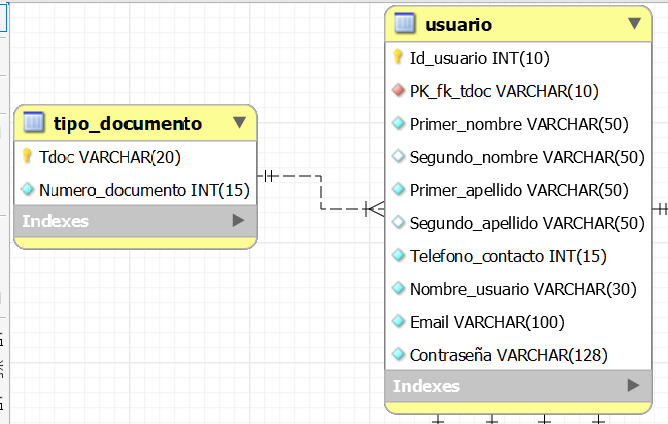 tipo_documento
Tdoc VARCHAR(20)
Numero_documento INT(15)
Indexes
usuario
Id_usuario INT(10)
PK_fk_tdoc VARCHAR(10)
Primer_nombre VARCHAR(50)
Segundo_nombre VARCHAR(50)
Primer_apellido VARCHAR(50)
Segundo_apellido VARCHAR(50)
Telefono_contacto INT(15)
Nombre_usuario VARCHAR(30)
Email VARCHAR(100)
Contraseña VARCHAR(128)
Indexes